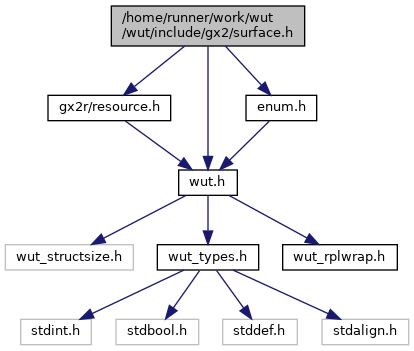 /home/runner/work/wut
/wut/include/gx2/surface.h
gx2r/resource.h
enum.h
wut.h
wut_structsize.h
wut_types.h
wut_rplwrap.h
stdint.h
stdbool.h
stddef.h
stdalign.h